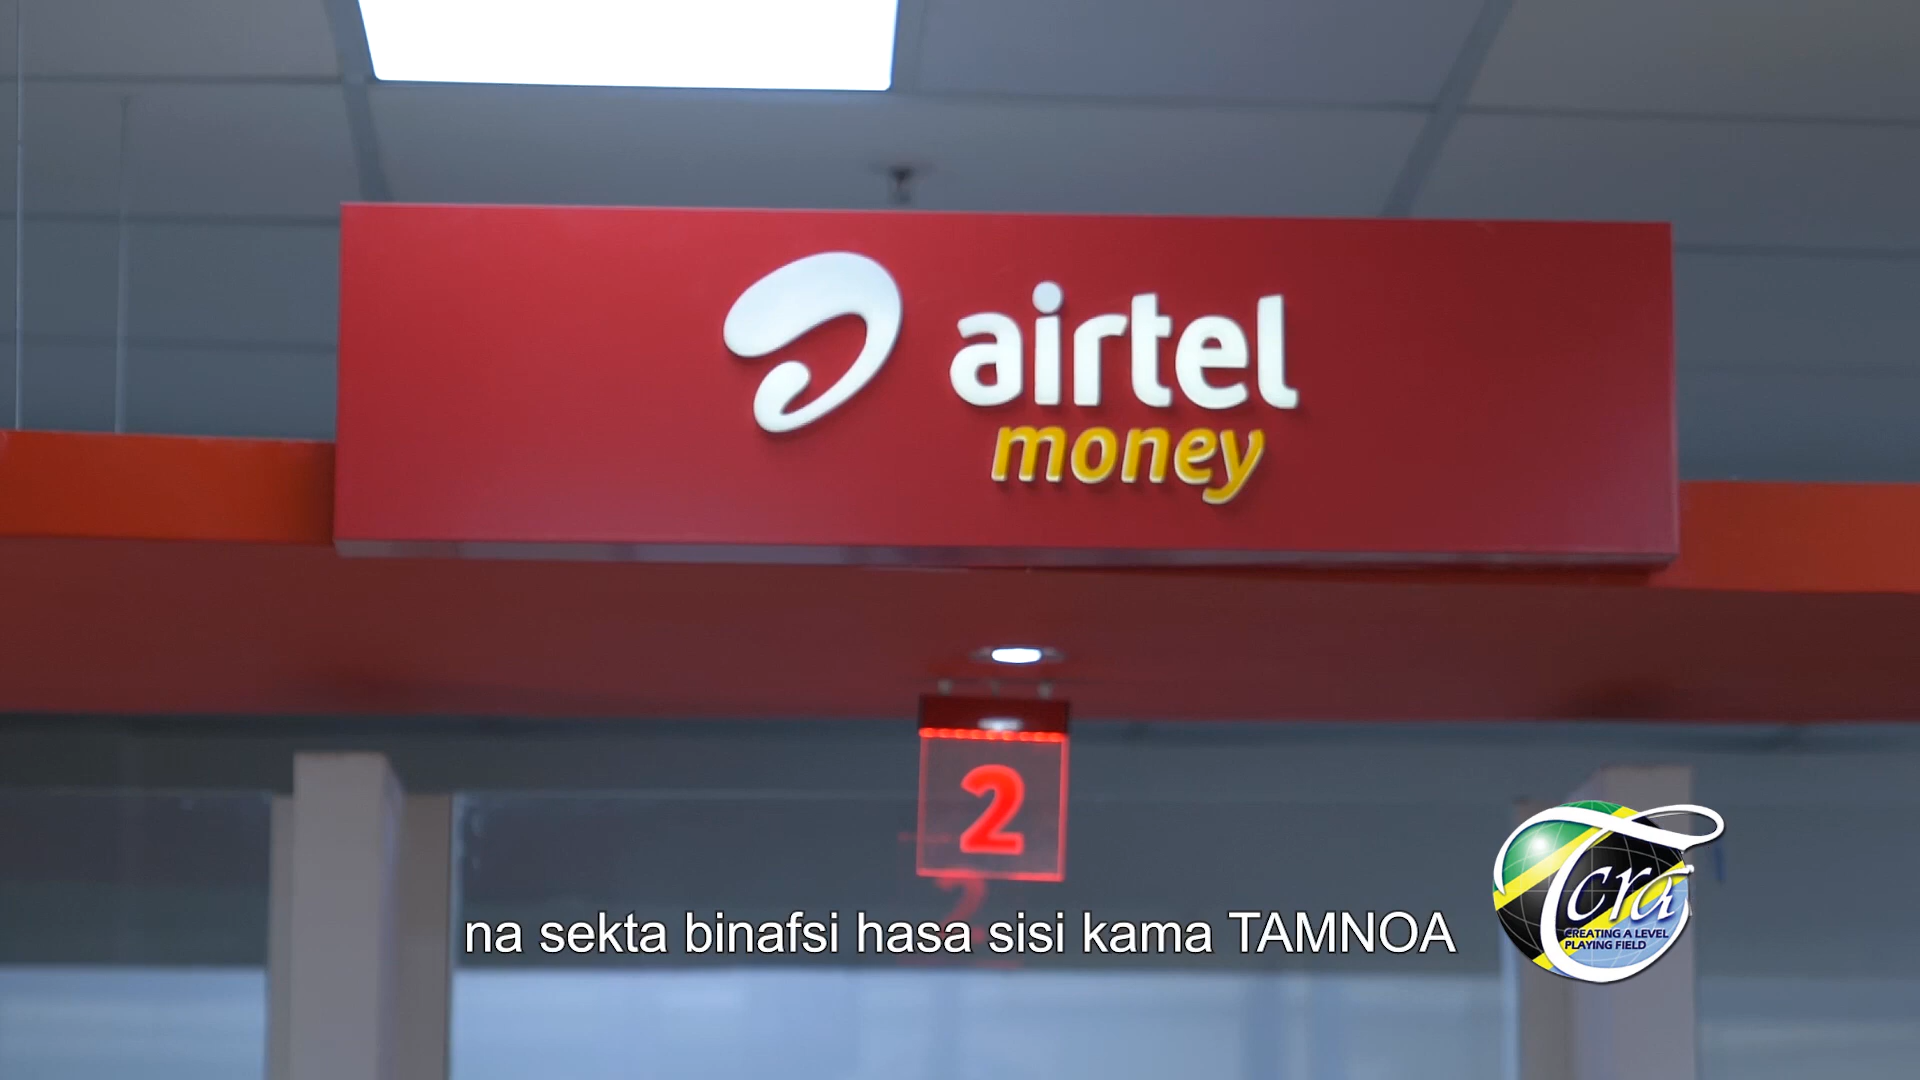 airtel
money
2
na sekta binafsi hasa sisi kama TAMNOA
Tcra
CREATING A LEVEL
PLAYING FIELD